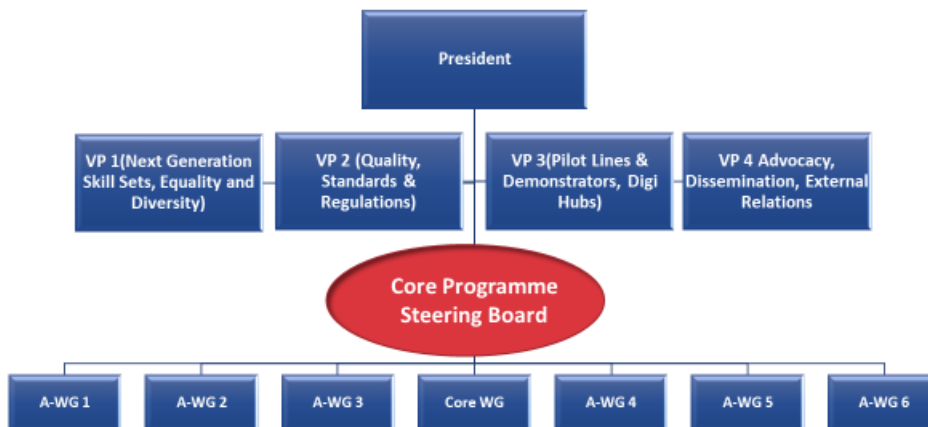 President
VP 1(Next Generation
Skill Sets, Equality and
Diversity)
VP 2 (Quality,
Standards &
Regulations)
VP 3(Pilot Lines &
Demonstrators, Digi
Hubs)
VP 4 Advocacy,
Dissemination, External
Relations
Core Programme
Steering Board
A-WG 1
A-WG 2
A-WG 3
Core WG
A-WG 4
A-WG 5
A-WG 6